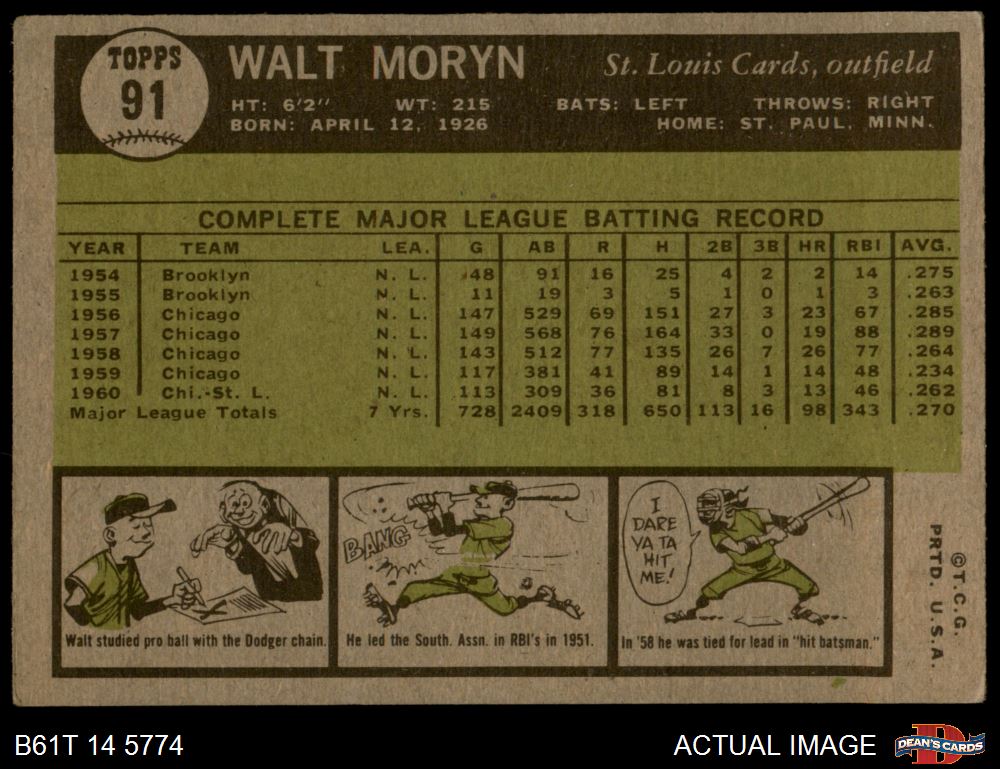 TOPPS
91
WALT MORYN
St. Louis Cards, outfield
HT: 6'2" WT: 215 BATS: LEFT THROWS: RIGHT
BORN: APRIL 12, 1926 HOME: ST. PAUL, MINN.
COMPLETE MAJOR LEAGUE BATTING RECORD
YEAR TEAM LEA. G AB R H 2B 3B HR RBI AVG.
1954 Brooklyn N. L. 48 91 16 25 4 2 2 14 .275
1955 Brooklyn N. L. 11 19 3 5 1 0 1 3 .263
1956 Chicago N. L. 147 529 69 151 27 3 23 67 .285
1957 Chicago N. L. 149 568 76 164 33 0 19 88 .289
1958 Chicago N. L. 143 512 77 135 26 7 26 77 .264
1959 Chicago N. L. 117 381 41 89 14 1 14 48 .234
1960 Chi.-St. L. N. L. 113 309 36 81 8 3 13 46 .262
Major League Totals 7 Yrs. 728 2409 318 650 113 16 98 343 .270
BANG
I
DARE
YA TA
HIT
ME!
Walt studied pro ball with the Dodger chain.
He led the South. Assn. in RBI's in 1951.
In '58 he was tied for lead in "hit batsman."
©T.C.G.
PRTD. U.S.A.
B61T 14 5774
ACTUAL IMAGE
D
DEAN'S CARDS